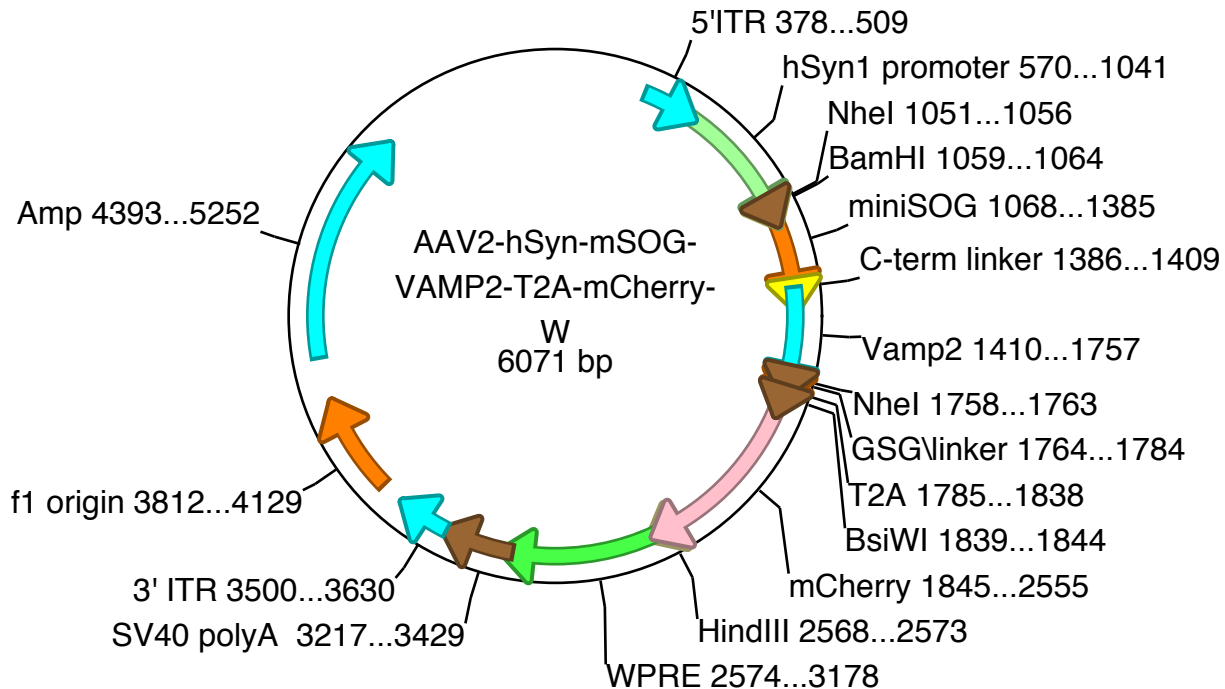 5'ITR 378...509
hSyn1 promoter 570...1041
NheI 1051...1056
BamHI 1059...1064
miniSOG 1068...1385
C-term linker 1386...1409
Vamp2 1410...1757
NheI 1758...1763
GSG\linker 1764...1784
T2A 1785...1838
BsiWI 1839...1844
mCherry 1845...2555
HindIII 2568...2573
WPRE 2574...3178
SV40 polyA  3217...3429
3' ITR 3500...3630
f1 origin 3812...4129
Amp 4393...5252
AAV2-hSyn-mSOG-
VAMP2-T2A-mCherry-
W
6071 bp